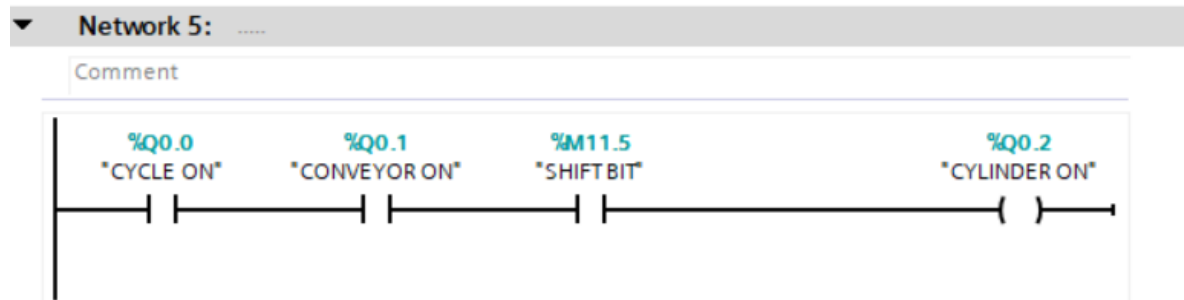 Network 5: .....
Comment
%Q0.0 %Q0.1 %M11.5 %Q0.2
"CYCLE ON" "CONVEYOR ON" "SHIFT BIT" "CYLINDER ON"